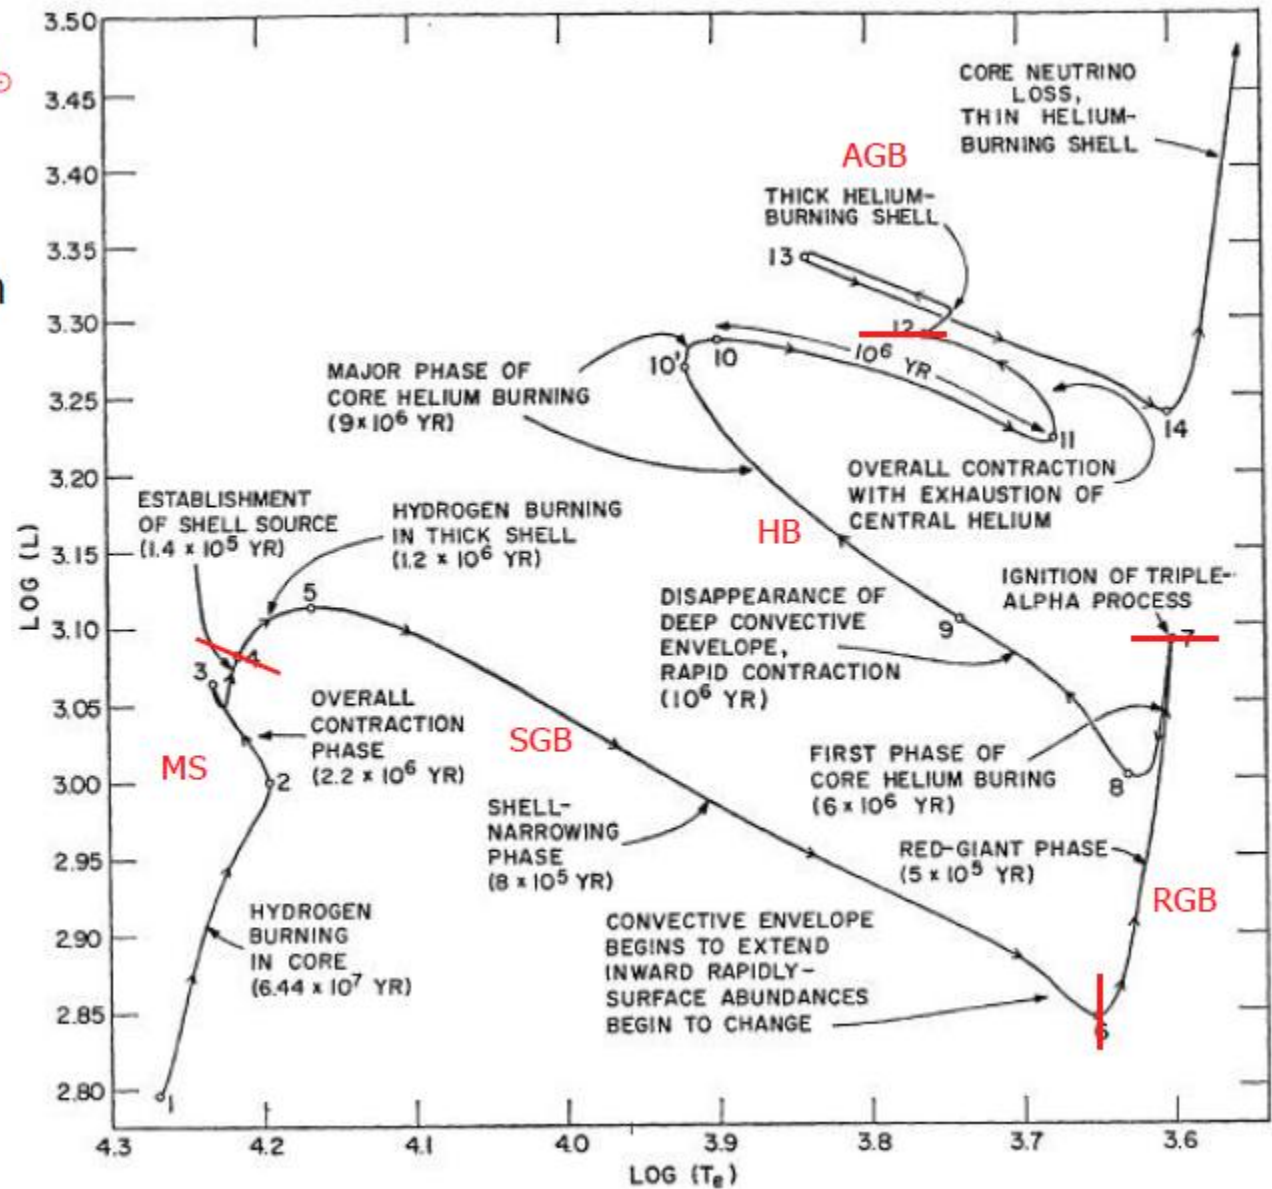 3.50
3.45
3.40
3.35
3.30
3.25
3.20
3.15
3.10
3.05
3.00
2.95
2.90
2.85
2.80
LOG (L)
4.3 4.2 4.1 4.0 3.9 3.8 3.7 3.6
LOG (Te)
CORE NEUTRINO
LOSS,
THIN HELIUM-
BURNING SHELL
AGB
THICK HELIUM-
BURNING SHELL
13
12
10' 10
10⁶ YR
11
14
MAJOR PHASE OF
CORE HELIUM BURNING
(9 x 10⁶ YR)
OVERALL CONTRACTION
WITH EXHAUSTION OF
CENTRAL HELIUM
ESTABLISHMENT
OF SHELL SOURCE
(1.4 x 10⁵ YR)
HYDROGEN BURNING
IN THICK SHELL
(1.2 x 10⁶ YR)
HB
IGNITION OF TRIPLE-
ALPHA PROCESS
7
5
4
3
DISAPPEARANCE OF
DEEP CONVECTIVE
ENVELOPE,
RAPID CONTRACTION
(10⁶ YR)
9
OVERALL
CONTRACTION
PHASE
(2.2 x 10⁶ YR)
MS
2
SGB
FIRST PHASE OF
CORE HELIUM BURING
(6 x 10⁶ YR)
8
SHELL-
NARROWING
PHASE
(8 x 10⁵ YR)
RED-GIANT PHASE
(5 x 10⁵ YR)
RGB
HYDROGEN
BURNING
IN CORE
(6.44 x 10⁷ YR)
CONVECTIVE ENVELOPE
BEGINS TO EXTEND
INWARD RAPIDLY-
SURFACE ABUNDANCES
BEGIN TO CHANGE
6
1